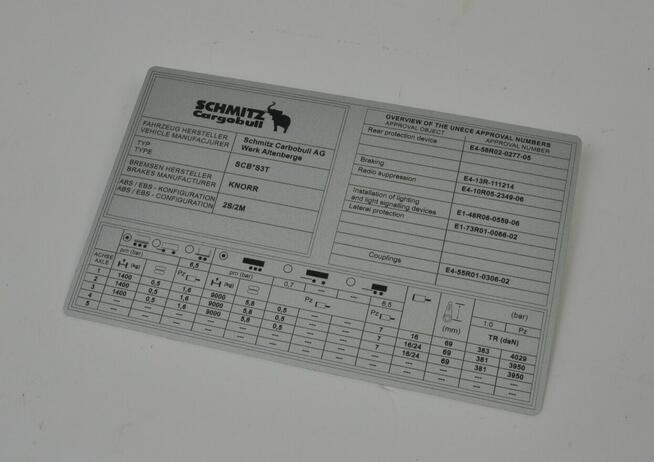 SCHMITZ
Cargobull
FAHRZEUG HERSTELLER
VEHICLE MANUFACJURER
Schmitz Carbobull AG
Werk Altenberge
TYP
TYPE
SCB*S3T
BREMSEN HERSTELLER
BRAKES MANUFACTURER
KNORR
ABS / EBS - KONFIGURATION
ABS / EBS - CONFIGURATION
2S/2M
OVERVIEW OF THE UNECE APPROVAL NUMBERS
APPROVAL OBJECT APPROVAL NUMBER
Rear protection device E4-58R02-0277-05
Braking E4-13R-111214
Radio suppression E4-10R05-2349-06
Installation of lighting
and light signalling devices E1-48R06-0559-06
Lateral protection E1-73R01-0066-02
Couplings E4-55R01-0306-02
pm (bar) 6,5 pm (bar) 0,7 --- --- 6,5 (bar)
ACHSE
AXLE
(kg) Pz (kg) Pz Pz (mm) 1.0 Pz
TR (daN)
1 1400 0,5 1,6 9000 5,8 0,5 --- --- 7 16 69 383 4029
2 1400 0,5 1,6 9000 5,8 0,5 --- --- 7 16/24 69 381 3950
3 1400 0,5 1,6 9000 5,8 0,5 --- --- 7 16/24 69 381 3950
4 --- --- --- --- --- --- --- --- --- --- --- --- ---
5 --- --- --- --- --- --- --- --- --- --- --- --- ---